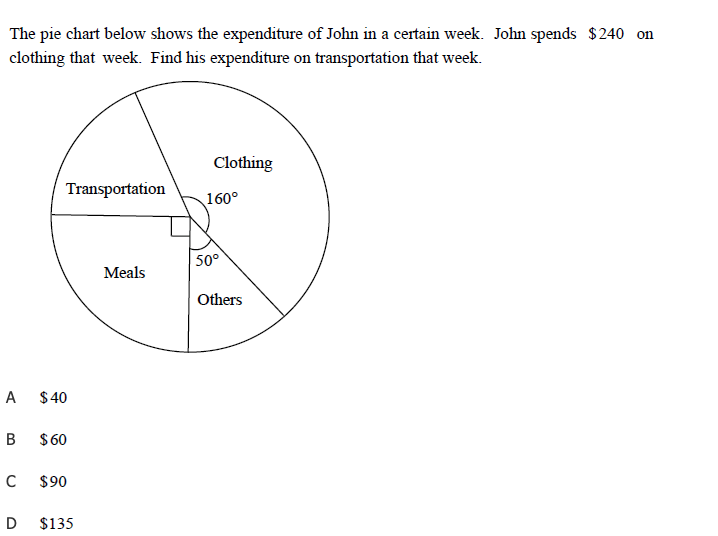 The pie chart below shows the expenditure of John in a certain week. John spends $240 on
clothing that week. Find his expenditure on transportation that week.
Clothing
Transportation
160°
50°
Meals
Others
A $40
B $60
C $90
D $135